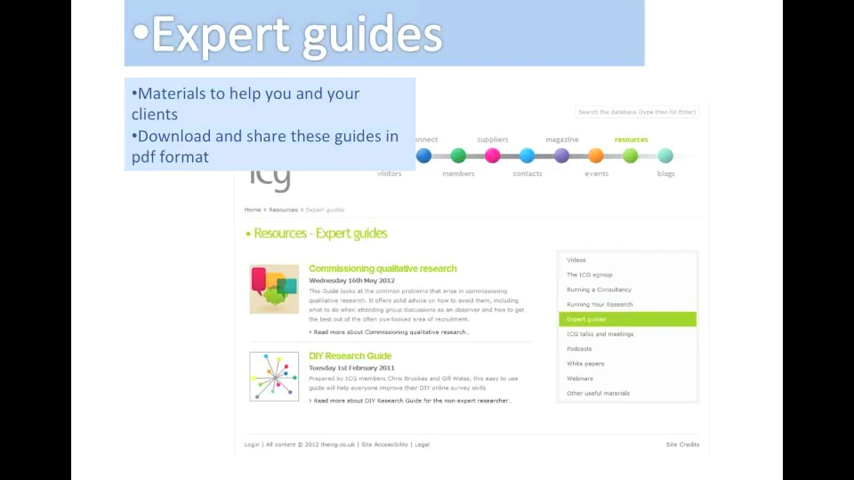 •Expert guides
•Materials to help you and your
clients
•Download and share these guides in
pdf format
Search the database (type then hit Enter)
suppliers magazine resources
visitors members contacts events blogs
icg
Home < Resources < Expert guides
• Resources - Expert guides
Commissioning qualitative research
Wednesday 16th May 2012
This Guide looks at the common problems that arise in commissioning
qualitative research. It offers solid advice on how to avoid them, including
what to do when attending group discussions as an observer and how to get
the best out of the often overlooked area of recruitment.
› Read more about Commissioning qualitative research..
DIY Research Guide
Tuesday 1st February 2011
Prepared by ICG members Chris and Gill Wales, this easy to use
guide will help everyone improve their DIY online survey skills
› Read more about DIY Research Guide for the non-expert researcher .
Videos
The ICG egroup
Running a Consultancy
Running Your Research
Expert guides
ICG talks and meetings
Podcasts
White papers
Webinars
Other useful materials
Login | All content © 2012 theicg.co.uk | Site Accessibility | Legal
Site Credits